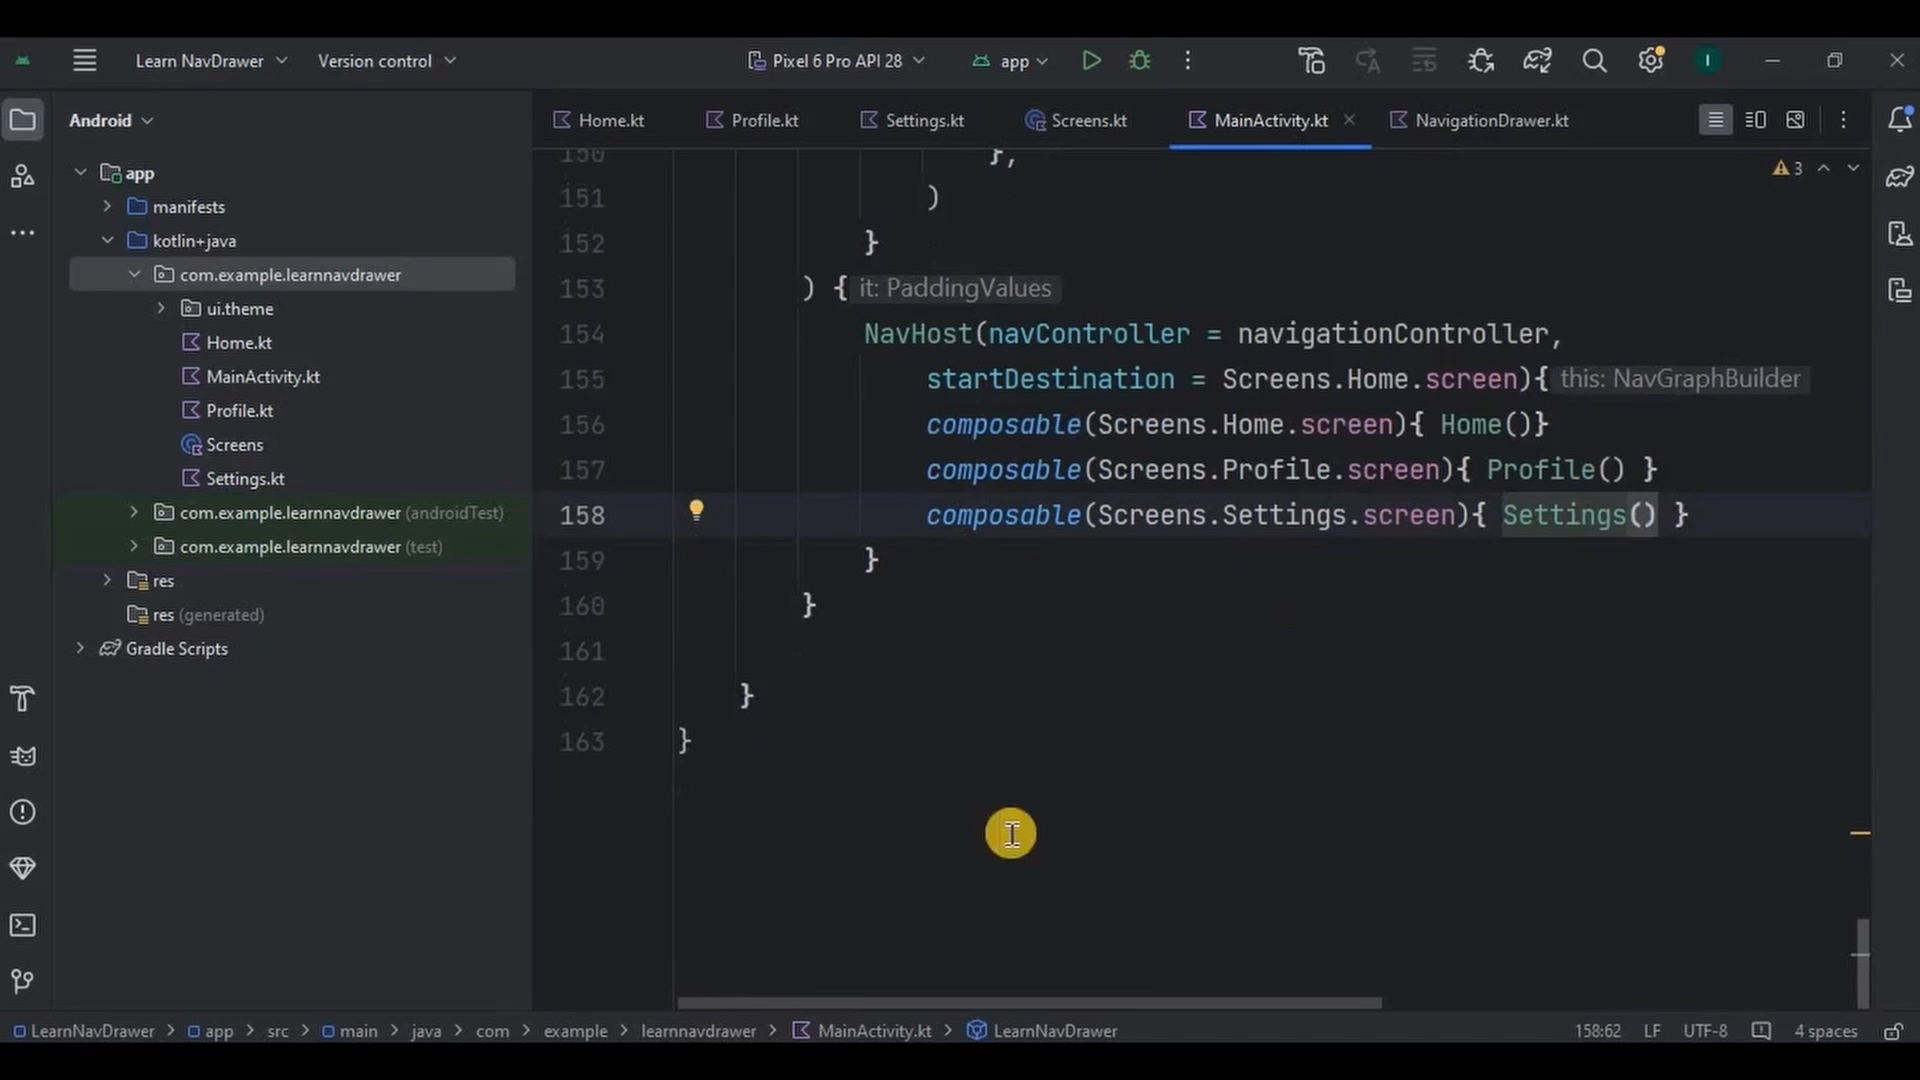 Learn NavDrawer Version control Pixel 6 Pro API 28 app I
Android
Home.kt Profile.kt Settings.kt Screens.kt MainActivity.kt NavigationDrawer.kt
app
manifests
kotlin+java
com.example.learnnavdrawer
ui.theme
Home.kt
MainActivity.kt
Profile.kt
Screens
Settings.kt
com.example.learnnavdrawer (androidTest)
com.example.learnnavdrawer (test)
res
res (generated)
Gradle Scripts
3
150 },
151 )
152 }
153 ) { it: PaddingValues
154 NavHost(navController = navigationController,
155 startDestination = Screens.Home.screen){ this: NavGraphBuilder
156 composable(Screens.Home.screen){ Home()}
157 composable(Screens.Profile.screen){ Profile() }
158 composable(Screens.Settings.screen){ Settings() }
159 }
160 }
161
162 }
163 }
LearnNavDrawer > app > src > main > java > com > example > learnnavdrawer > MainActivity.kt > LearnNavDrawer 158:62 LF UTF-8 4 spaces